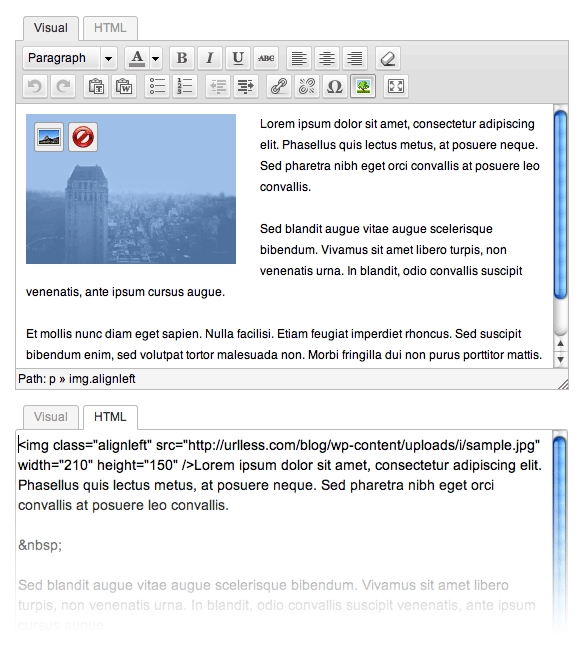 Visual HTML
Paragraph A B I U ABC
T W Ω
Lorem ipsum dolor sit amet, consectetur adipiscing
elit. Phasellus quis lectus metus, at posuere neque.
Sed pharetra nibh eget orci convallis at posuere leo
convallis.
Sed blandit augue vitae augue scelerisque
bibendum. Vivamus sit amet libero turpis, non
venenatis urna. In blandit, odio convallis suscipit
venenatis, ante ipsum cursus augue.
Et mollis nunc diam eget sapien. Nulla facilisi. Etiam feugiat imperdiet rhoncus. Sed suscipit
bibendum enim, sed volutpat tortor malesuada non. Morbi fringilla dui non purus porttitor mattis.
Path: p » img.alignleft
Visual HTML
<img class="alignleft" src="http://urlless.com/blog/wp-content/uploads/i/sample.jpg"
width="210" height="150" />Lorem ipsum dolor sit amet, consectetur adipiscing elit.
Phasellus quis lectus metus, at posuere neque. Sed pharetra nibh eget orci
convallis at posuere leo convallis.
&nbsp;
Sed blandit augue vitae augue scelerisque bibendum. Vivamus sit amet libero
turpis, non venenatis urna. In blandit, odio convallis suscipit venenatis, ante ipsum
cursus augue.